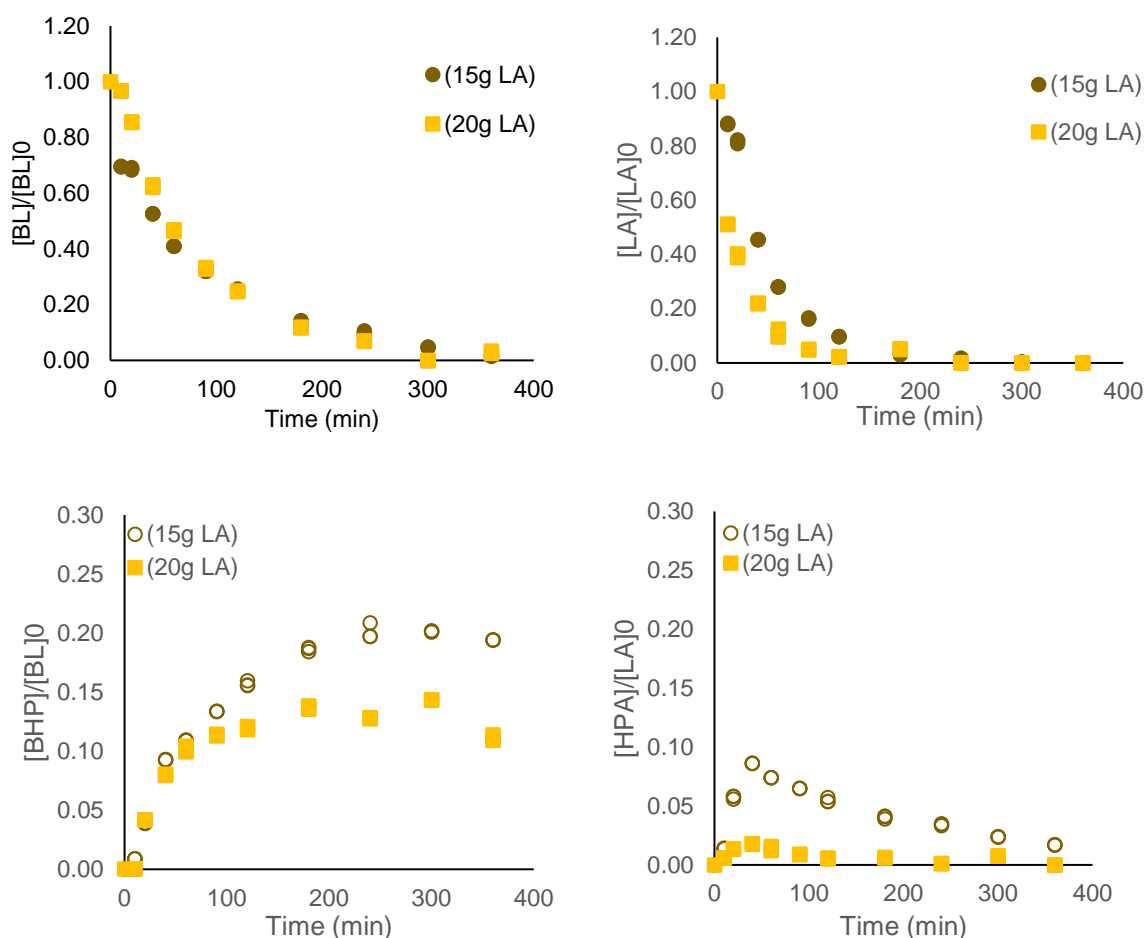 1.20
1.00
0.80
0.60
0.40
0.20
0.00
[BL]/[BL]0
0 100 200 300 400
Time (min)
(15g LA)
(20g LA)
1.20
1.00
0.80
0.60
0.40
0.20
0.00
[LA]/[LA]0
0 100 200 300 400
Time (min)
(15g LA)
(20g LA)
0.30
0.25
0.20
0.15
0.10
0.05
0.00
[BHP]/[BL]0
0 100 200 300 400
Time (min)
(15g LA)
(20g LA)
0.30
0.25
0.20
0.15
0.10
0.05
0.00
[HPA]/[LA]0
0 100 200 300 400
Time (min)
(15g LA)
(20g LA)